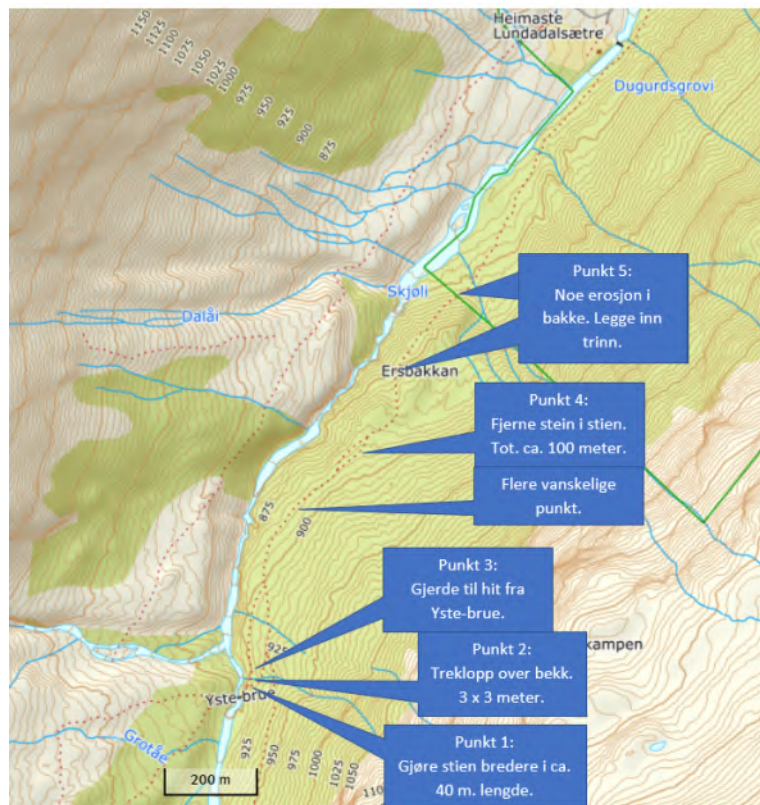 Heimaste
Lundadalsætre
Dugurdsgrovi
1150
1125
1100
1075
1050
1025
1000
975
950
925
900
875
Skjøli
Dalåi
Ersbakkan
Punkt 5:
Noe erosjon i
bakke. Legge inn
trinn.
Punkt 4:
Fjerne stein i stien.
Tot. ca. 100 meter.
Flere vanskelige
punkt.
875
900
Punkt 3:
Gjerde til hit fra
Yste-brue.
925
kampen
Punkt 2:
Treklopp over bekk.
3 x 3 meter.
Yste-brue
Grotåe
Punkt 1:
Gjøre stien bredere i ca.
40 m. lengde.
925
950
975
1000
1025
1050
200 m